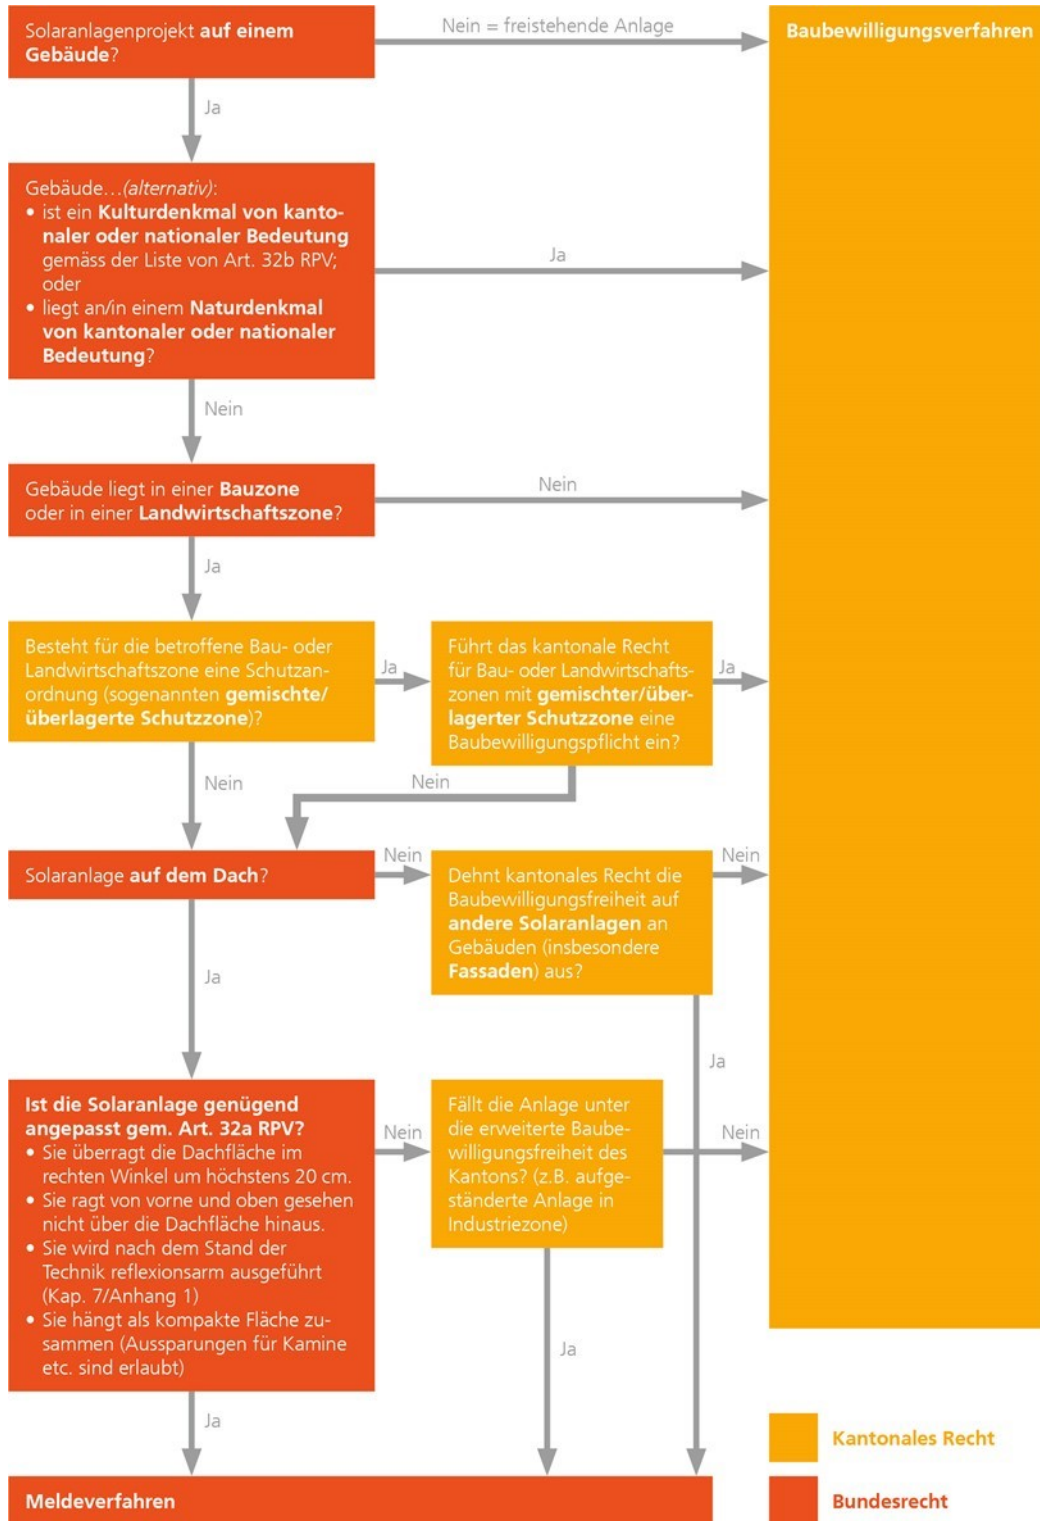 Solaranlagenprojekt auf einem
Gebäude?
Nein = freistehende Anlage
Baubewilligungsverfahren
Ja
Gebäude…(alternativ):
• ist ein Kulturdenkmal von kanto-
naler oder nationaler Bedeutung
gemäss der Liste von Art. 32b RPV;
oder
• liegt an/in einem Naturdenkmal
von kantonaler oder nationaler
Bedeutung?
Ja
Nein
Gebäude liegt in einer Bauzone
oder in einer Landwirtschaftszone?
Nein
Ja
Besteht für die betroffene Bau- oder
Landwirtschaftszone eine Schutzan-
ordnung (sogenannten gemischte/
überlagerte Schutzzone)?
Ja
Führt das kantonale Recht
für Bau- oder Landwirtschafts-
zonen mit gemischter/über-
lagerter Schutzzone eine
Baubewilligungspflicht ein?
Ja
Nein
Nein
Solaranlage auf dem Dach?
Nein
Dehnt kantonales Recht die
Baubewilligungsfreiheit auf
andere Solaranlagen an
Gebäuden (insbesondere
Fassaden) aus?
Nein
Ja
Ja
Ist die Solaranlage genügend
angepasst gem. Art. 32a RPV?
• Sie überragt die Dachfläche im
rechten Winkel um höchstens 20 cm.
• Sie ragt von vorne und oben gesehen
nicht über die Dachfläche hinaus.
• Sie wird nach dem Stand der
Technik reflexionsarm ausgeführt
(Kap. 7/Anhang 1)
• Sie hängt als kompakte Fläche zu-
sammen (Aussparungen für Kamine
etc. sind erlaubt)
Nein
Fällt die Anlage unter
die erweiterte Baube-
willigungsfreiheit des
Kantons? (z.B. aufge-
ständerte Anlage in
Industriezone)
Nein
Ja
Ja
Meldeverfahren
Kantonales Recht
Bundesrecht